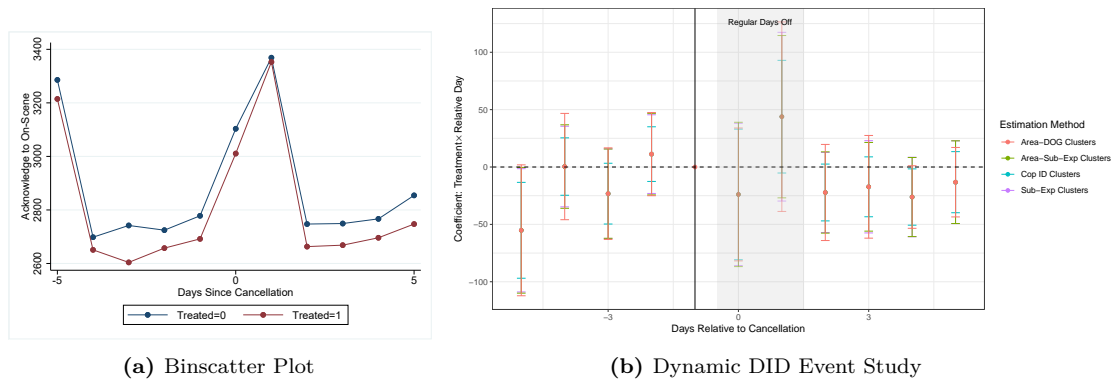 3400
3200
3000
2800
2600
Acknowledge to On-Scene
-5
0
5
Days Since Cancellation
Treated=0
Treated=1
(a) Binscatter Plot
Regular Days Off
100
50
0
−50
−100
Coefficient: Treatment× Relative Day
−3
0
3
Days Relative to Cancellation
Estimation Method
Area−DOG Clusters
Area−Sub−Exp Clusters
Cop ID Clusters
Sub−Exp Clusters
(b) Dynamic DID Event Study